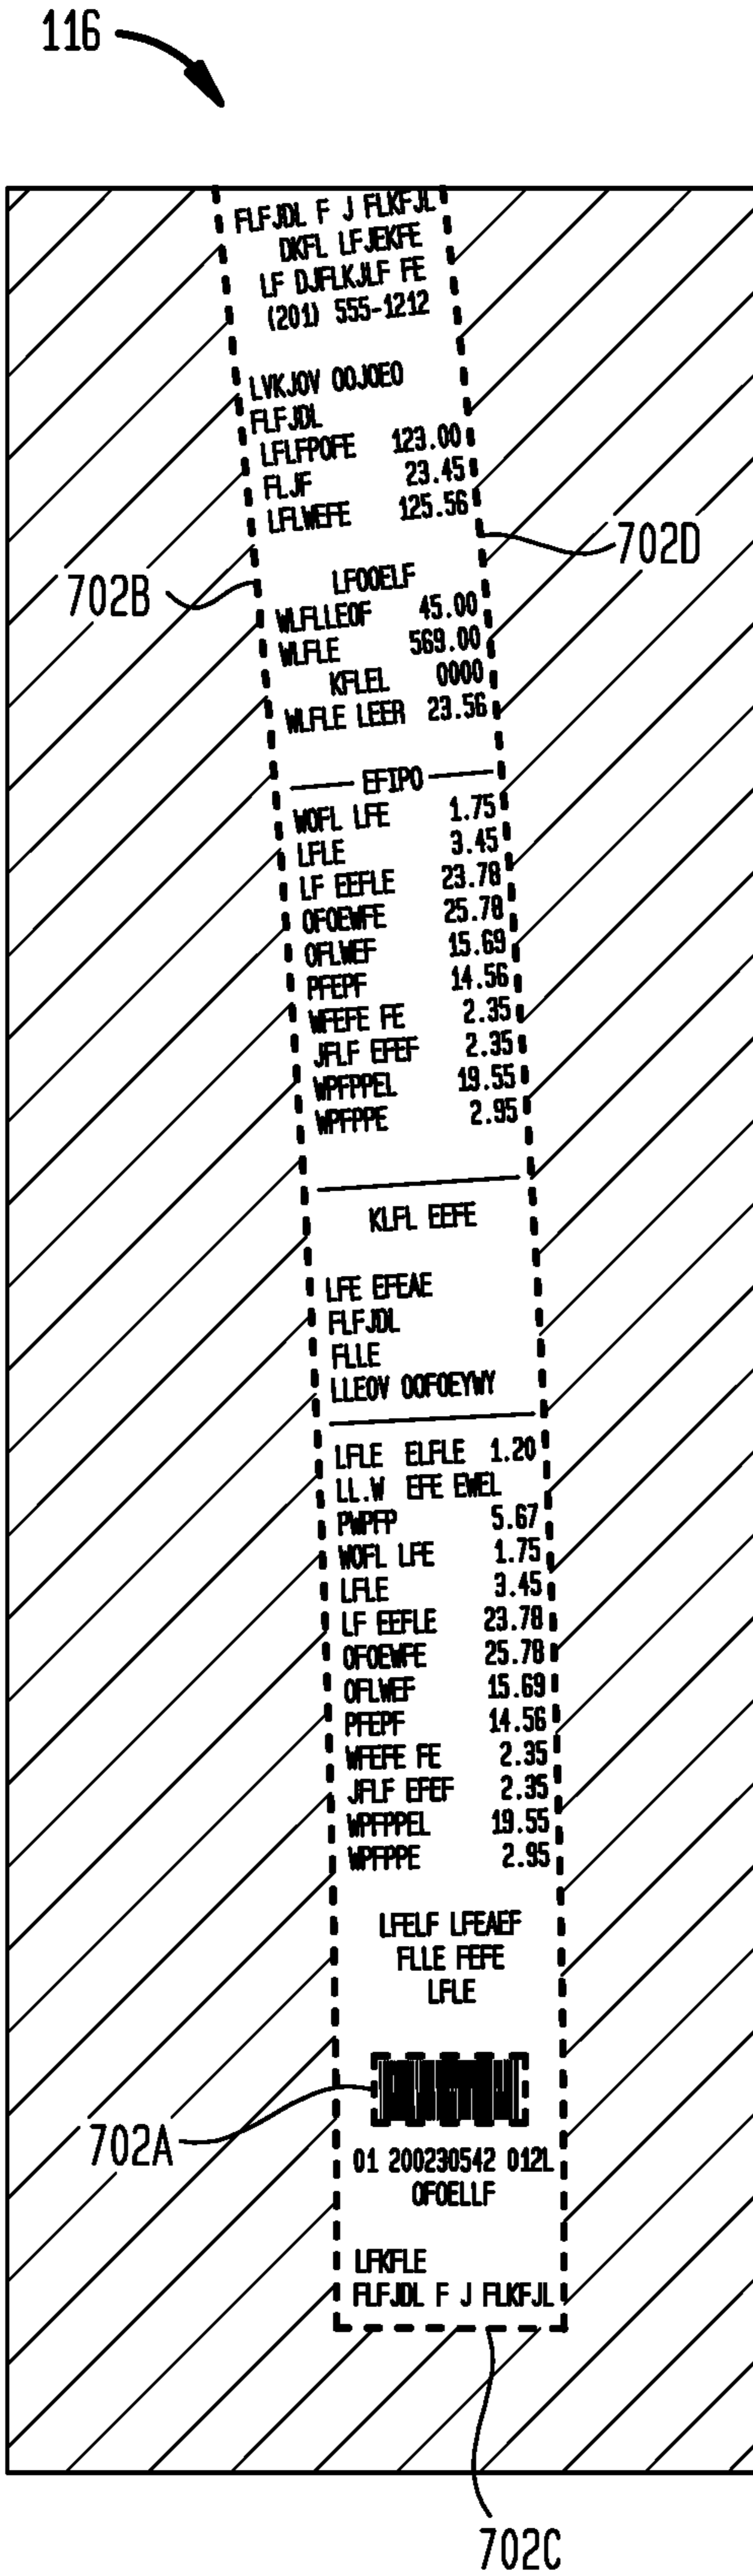 116
FLFJDL F J FLKFJL
DKFL LFJEKFE
LF DJFLKJLF FE
(201) 555-1212
LVKJOV OOJOEO
FLFJDL
LFLFPOFE 123.00
FLJF 23.45
LFLWEFE 125.56
702D
702B
LFOOELF
WLFLLEOF 45.00
WLFLE 569.00
KFLEL 0000
WLFLE LEER 23.56
EFIPO
WOFL LFE 1.75
LFLE 3.45
LF EEFLE 23.78
OFOEWFE 25.78
OFLWEF 15.69
PFEPF 14.56
WFEFE FE 2.35
JFLF EFEF 2.35
WPFPPEL 19.55
WPFPPE 2.95
KLFL EEFE
LFE EFEAE
FLFJDL
FLLE
LLEOV OOFOEYWY
LFLE ELFLE 1.20
LL.W EFE EWEL
PWPFP 5.67
WOFL LFE 1.75
LFLE 3.45
LF EEFLE 23.78
OFOEWFE 25.78
OFLWEF 15.69
PFEPF 14.56
WFEFE FE 2.35
JFLF EFEF 2.35
WPFPPEL 19.55
WPFPPE 2.95
LFELF LFEAEF
FLLE FEFE
LFLE
702A
01 200230542 012L
OFOELLF
LFKFLE
FLFJDL F J FLKFJL
702C